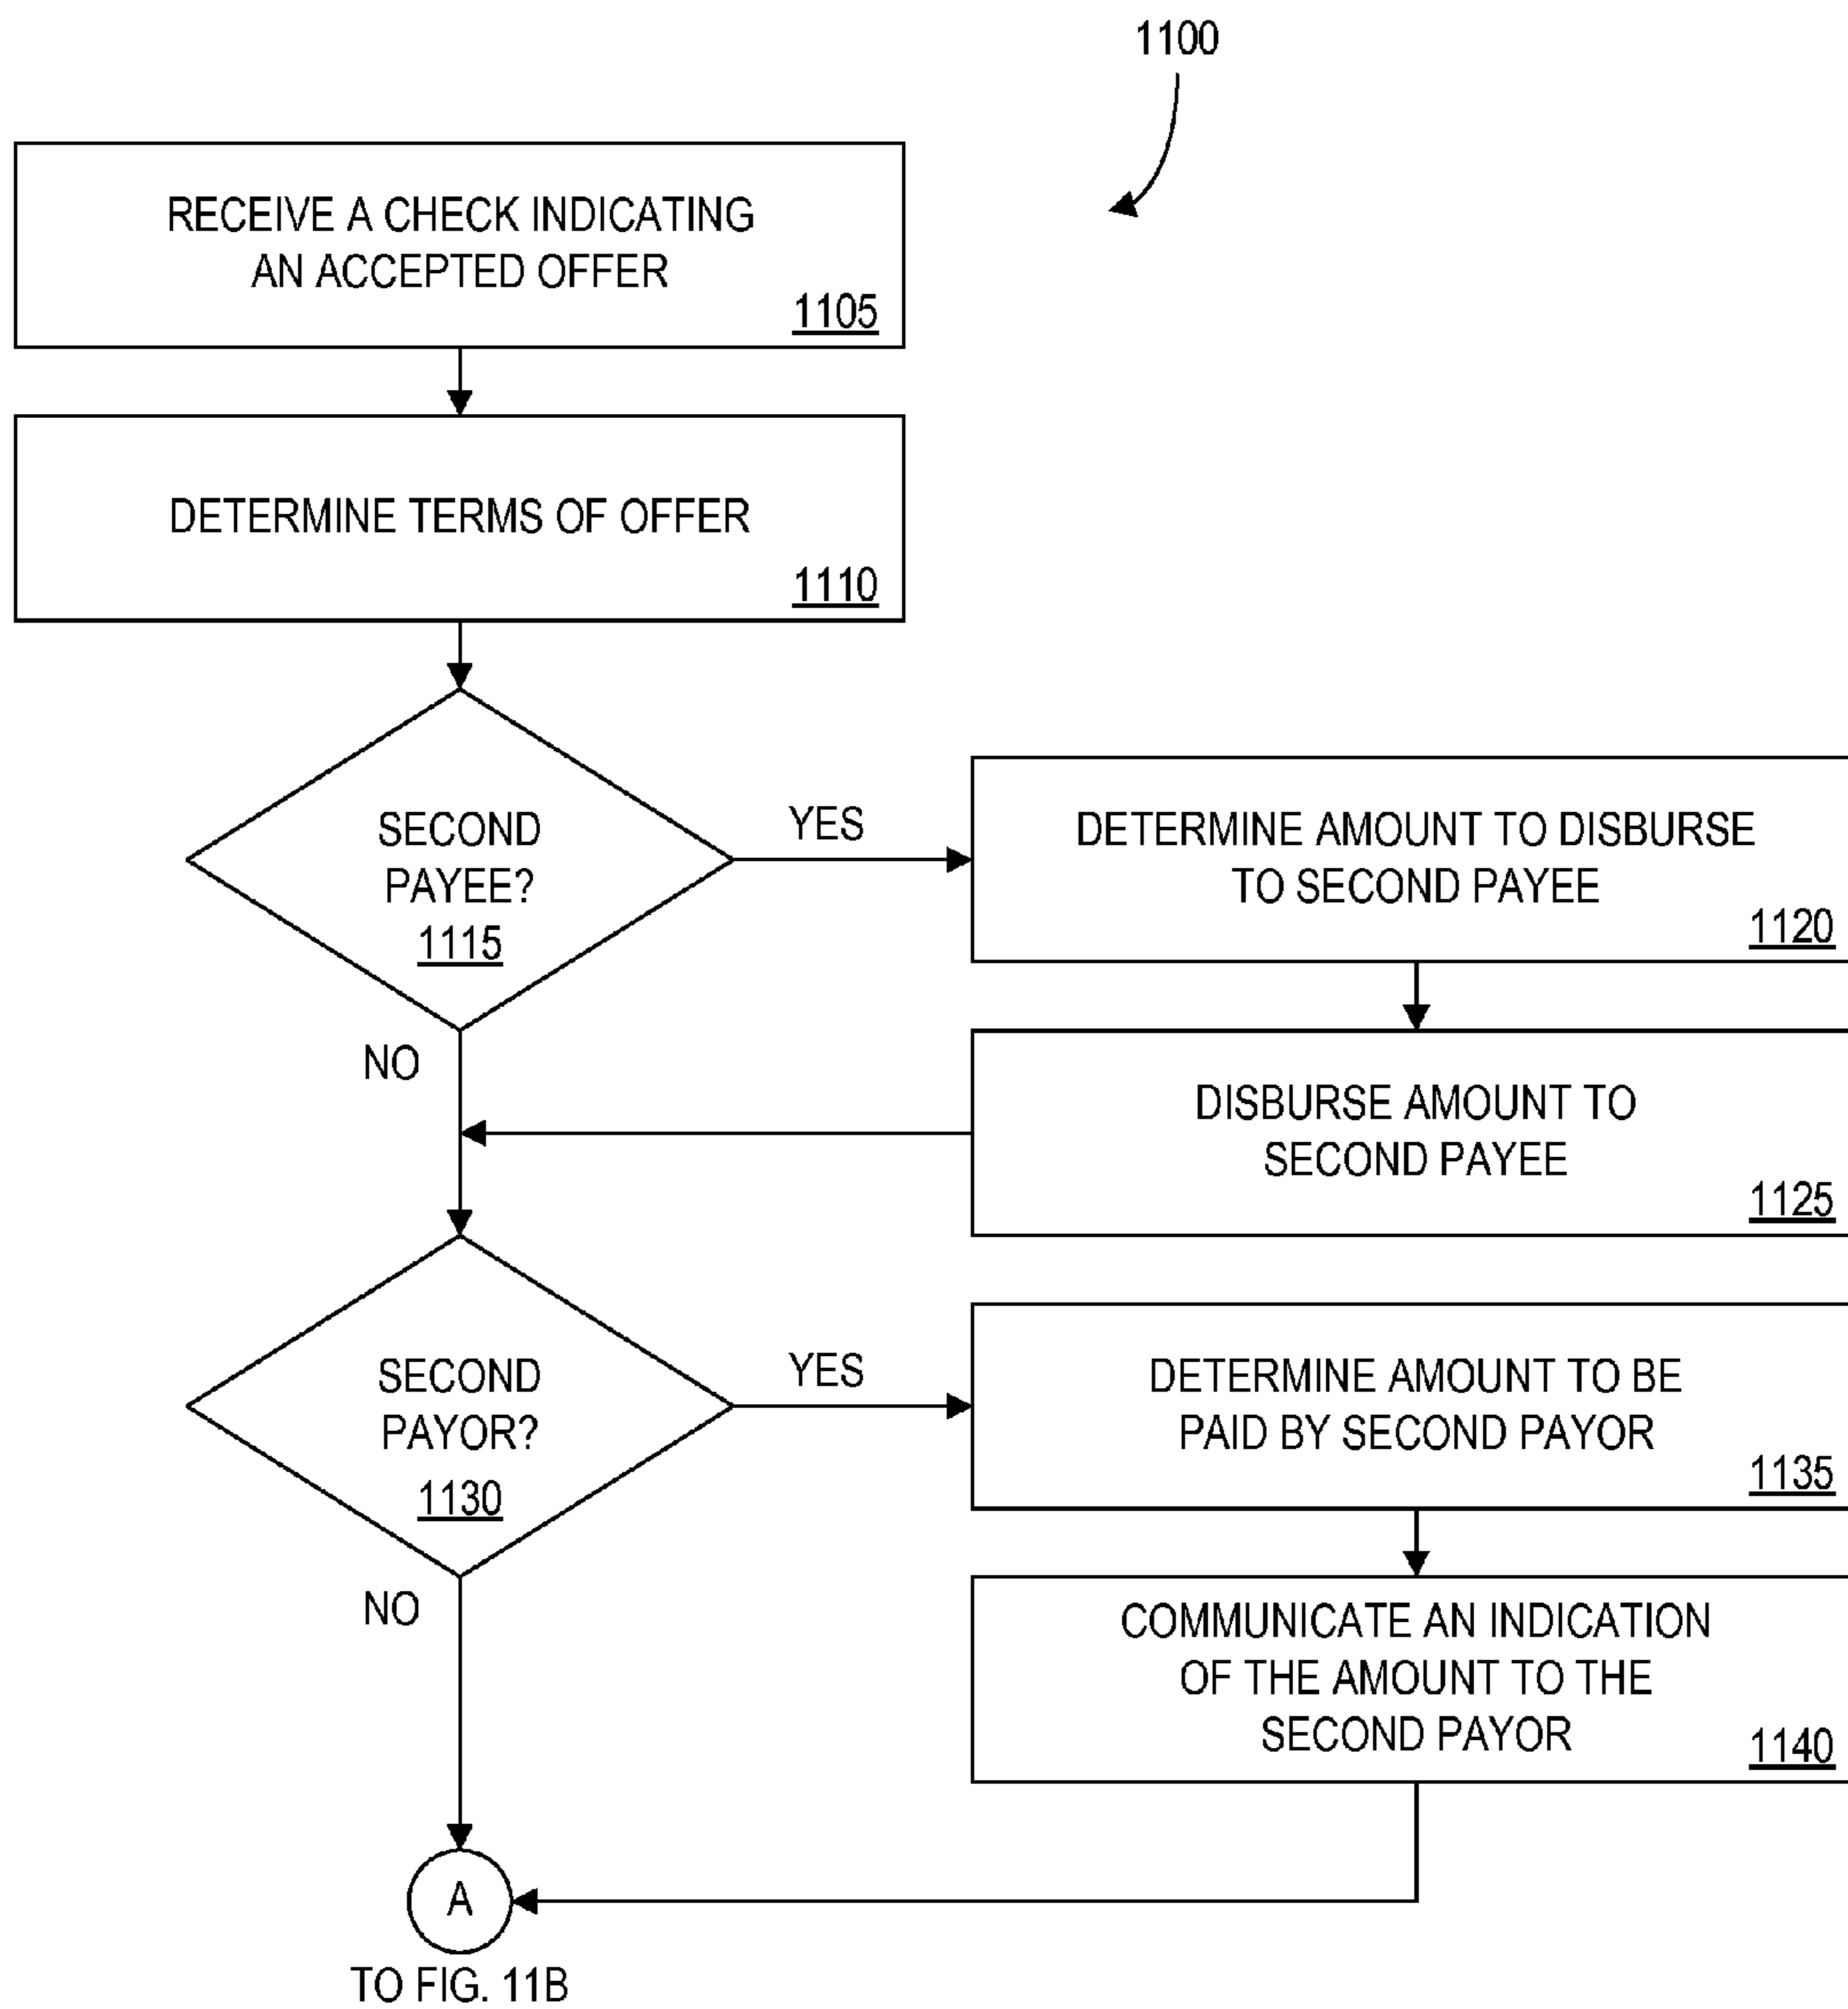 1100
RECEIVE A CHECK INDICATING
AN ACCEPTED OFFER
1105
DETERMINE TERMS OF OFFER
1110
SECOND
PAYEE?
1115
YES
NO
DETERMINE AMOUNT TO DISBURSE
TO SECOND PAYEE
1120
DISBURSE AMOUNT TO
SECOND PAYEE
1125
SECOND
PAYOR?
1130
YES
NO
DETERMINE AMOUNT TO BE
PAID BY SECOND PAYOR
1135
COMMUNICATE AN INDICATION
OF THE AMOUNT TO THE
SECOND PAYOR
1140
A
TO FIG. 11B